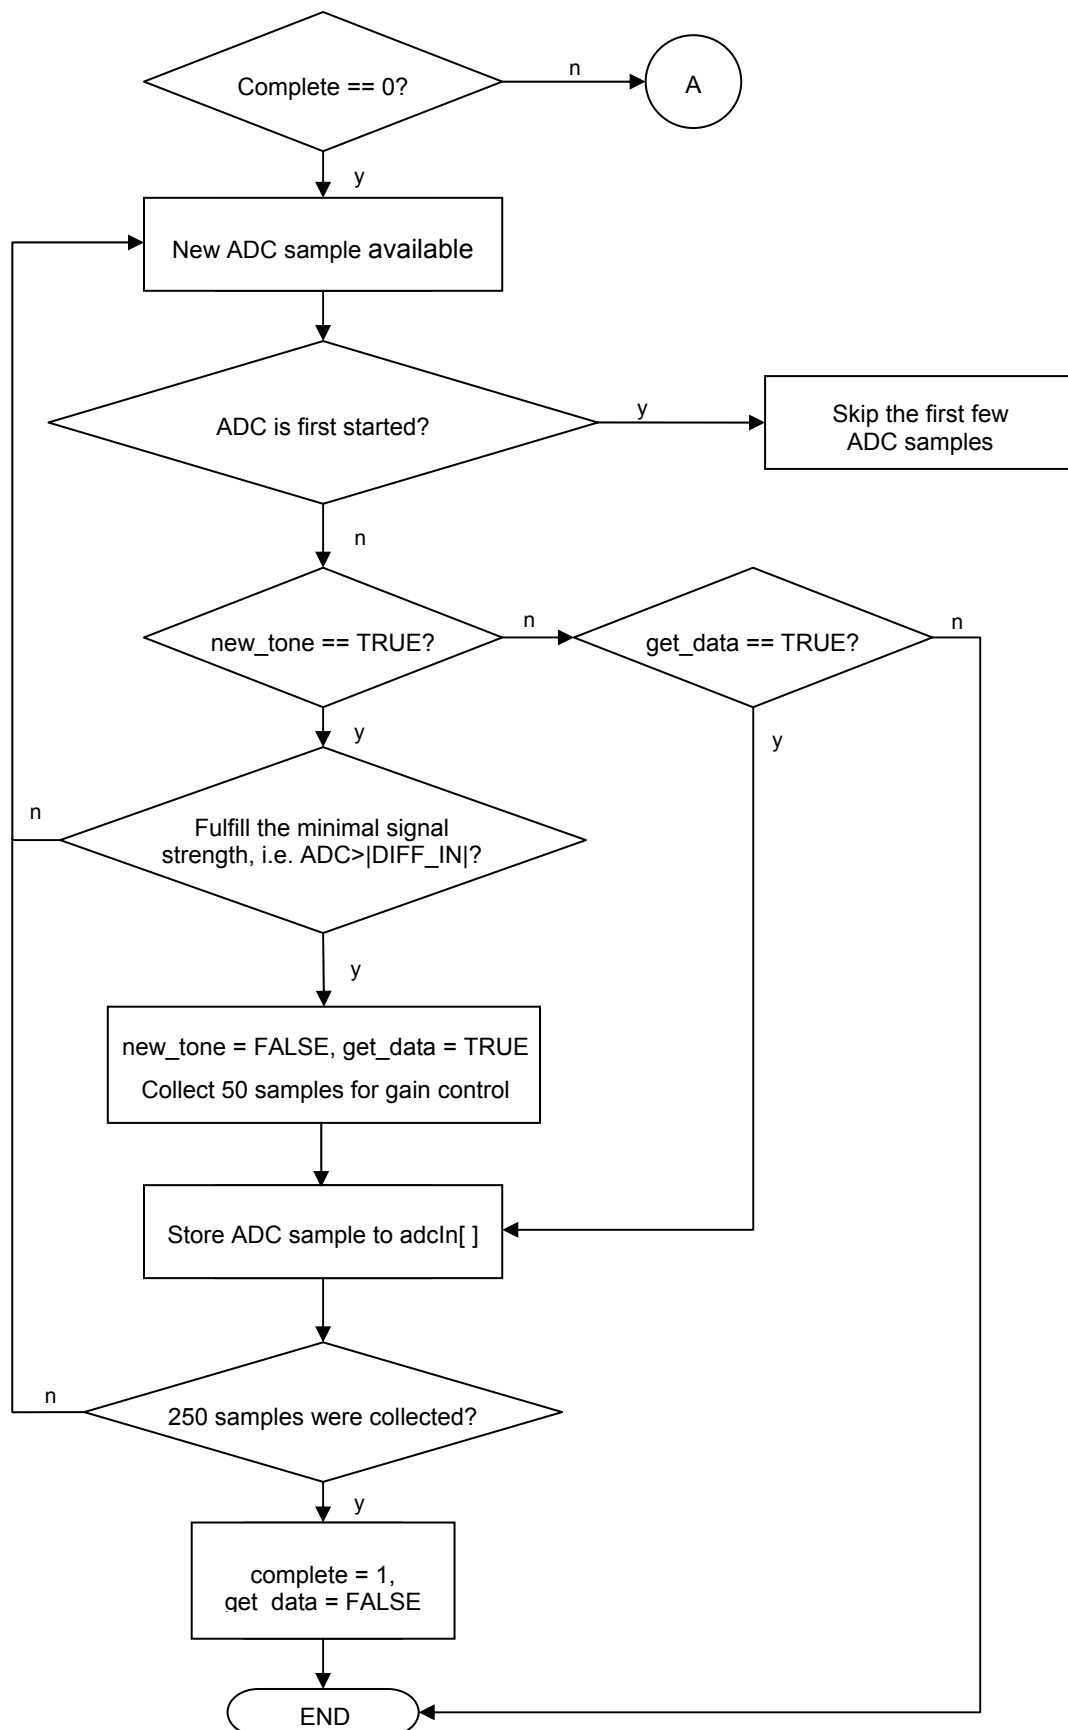 Complete == 0?
n
A
y
New ADC sample available
ADC is first started?
y
Skip the first few
ADC samples
n
new_tone == TRUE?
n
get_data == TRUE?
n
y
y
n
Fulfill the minimal signal
strength, i.e. ADC>|DIFF_IN|?
y
new_tone = FALSE, get_data = TRUE
Collect 50 samples for gain control
Store ADC sample to adcIn[ ]
n
250 samples were collected?
y
complete = 1,
get_data = FALSE
END